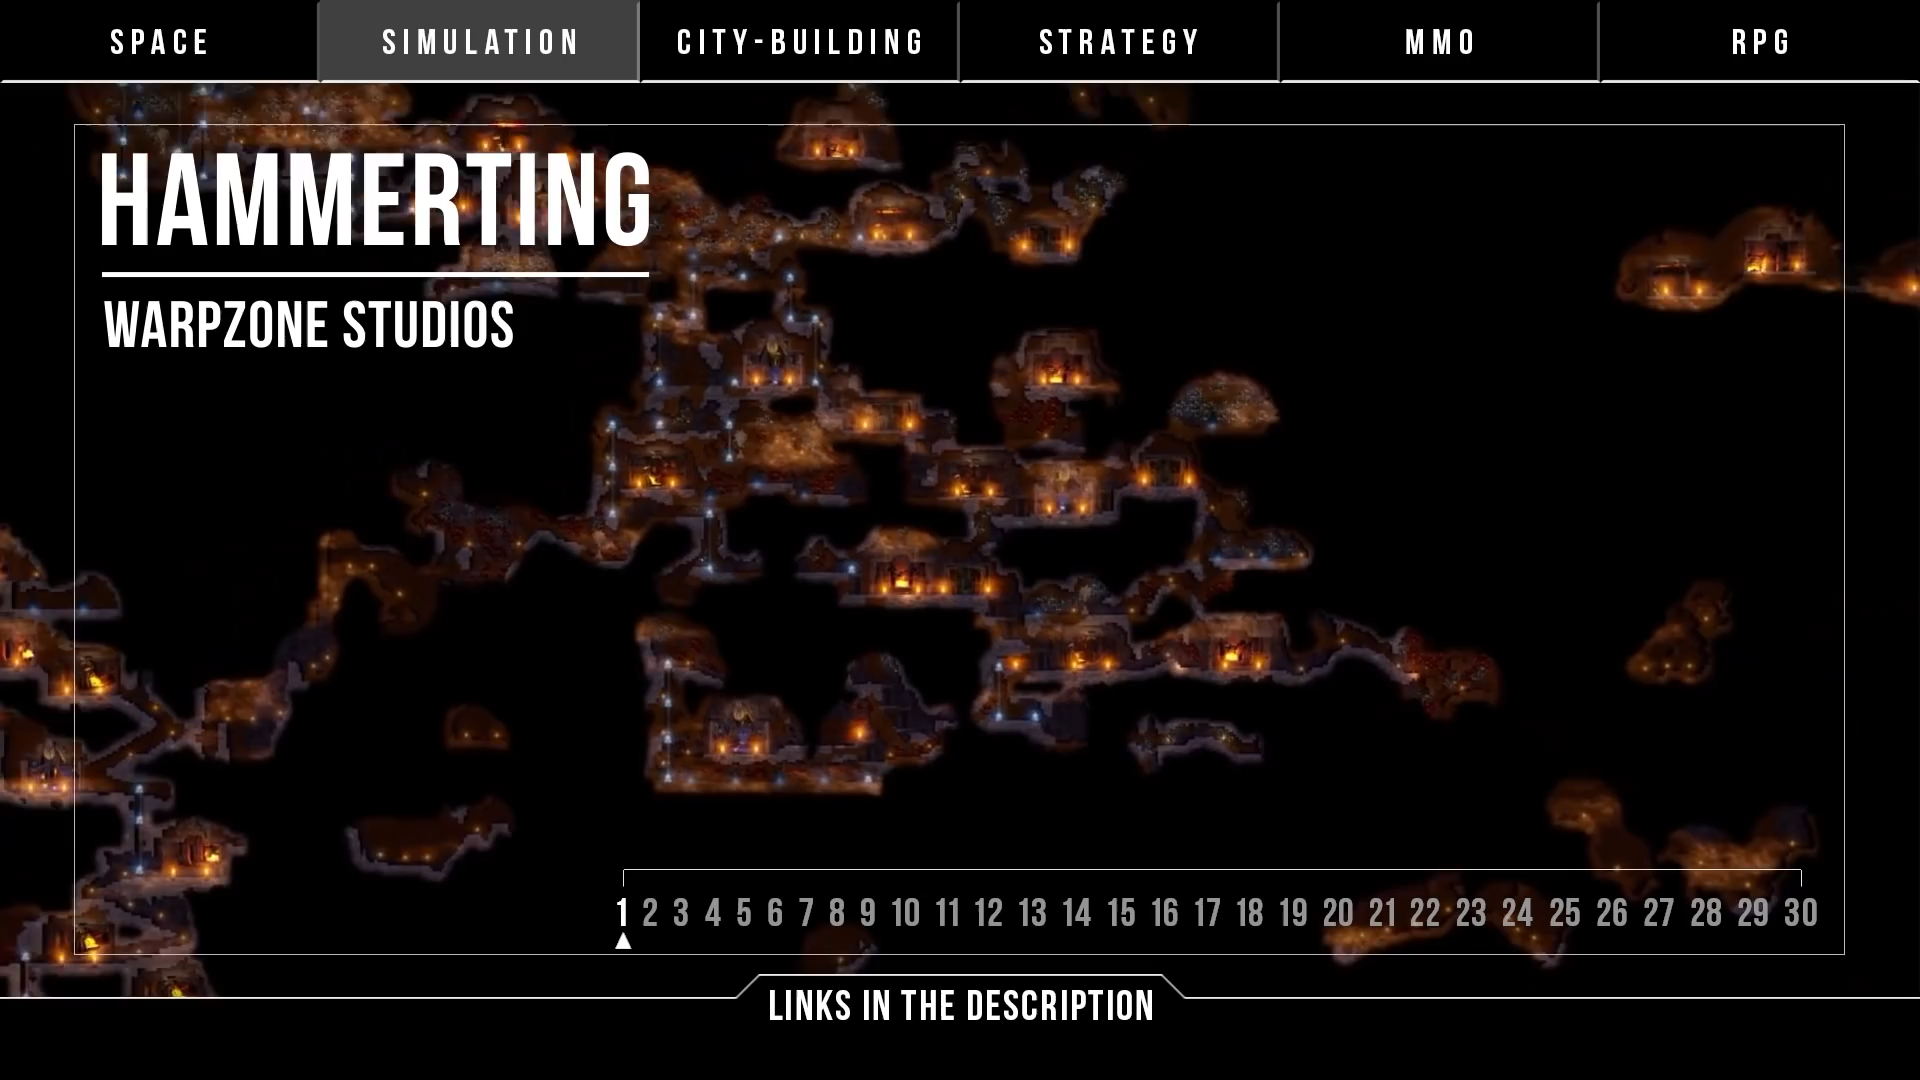 SPACE SIMULATION CITY-BUILDING STRATEGY MMO RPG
HAMMERTING
WARPZONE STUDIOS
1 2 3 4 5 6 7 8 9 10 11 12 13 14 15 16 17 18 19 20 21 22 23 24 25 26 27 28 29 30
LINKS IN THE DESCRIPTION